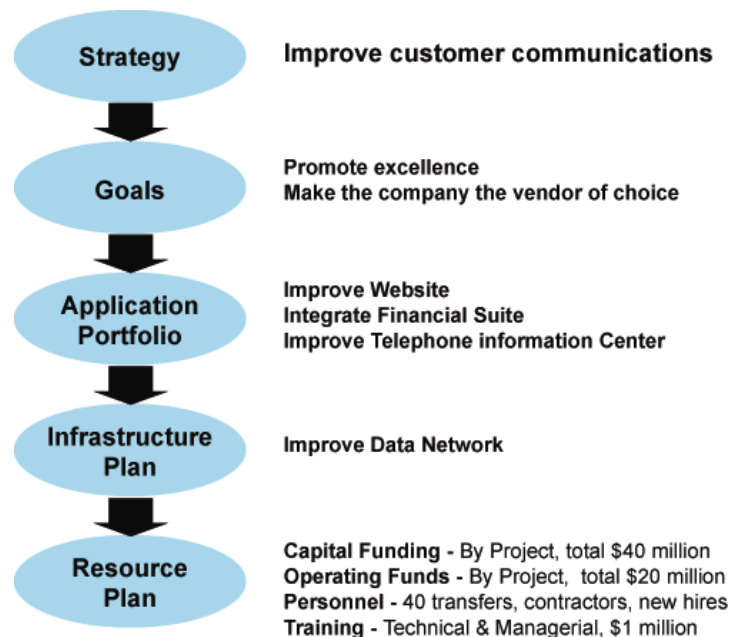 Strategy
Improve customer communications
Goals
Promote excellence
Make the company the vendor of choice
Application
Portfolio
Improve Website
Integrate Financial Suite
Improve Telephone information Center
Infrastructure
Plan
Improve Data Network
Resource
Plan
Capital Funding - By Project, total $40 million
Operating Funds - By Project, total $20 million
Personnel - 40 transfers, contractors, new hires
Training - Technical & Managerial, $1 million